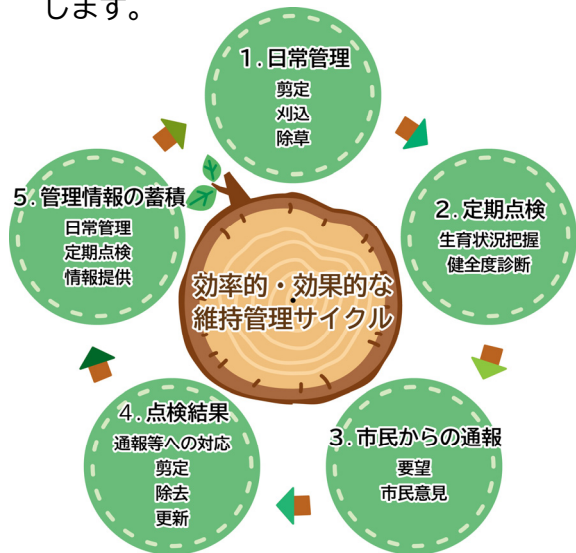 します。
1.日常管理
剪定
刈込
除草
2.定期点検
生育状況把握
健全度診断
3.市民からの通報
要望
市民意見
4.点検結果
通報等への対応
剪定
除去
更新
5.管理情報の蓄積
日常管理
定期点検
情報提供
効率的・効果的な
維持管理サイクル